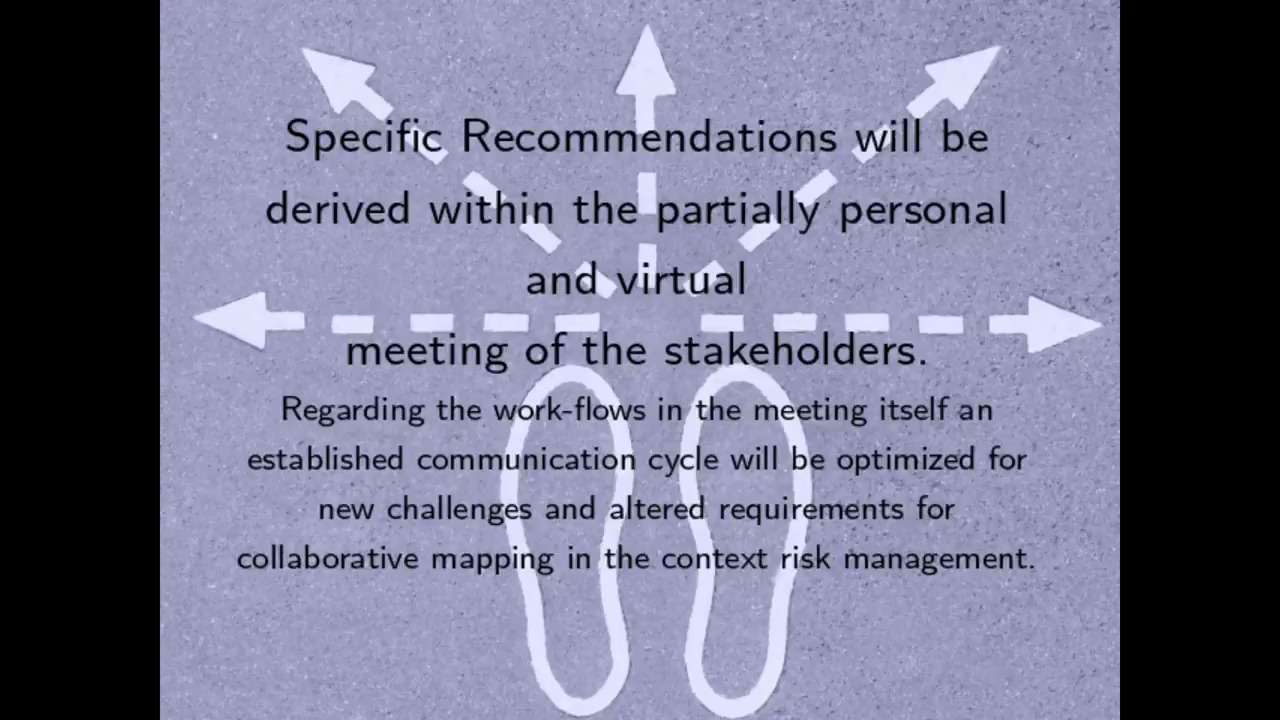 Specific Recommendations will be
derived within the partially personal
and virtual
meeting of the stakeholders.
Regarding the work-flows in the meeting itself an
established communication cycle will be optimized for
new challenges and altered requirements for
collaborative mapping in the context risk management.